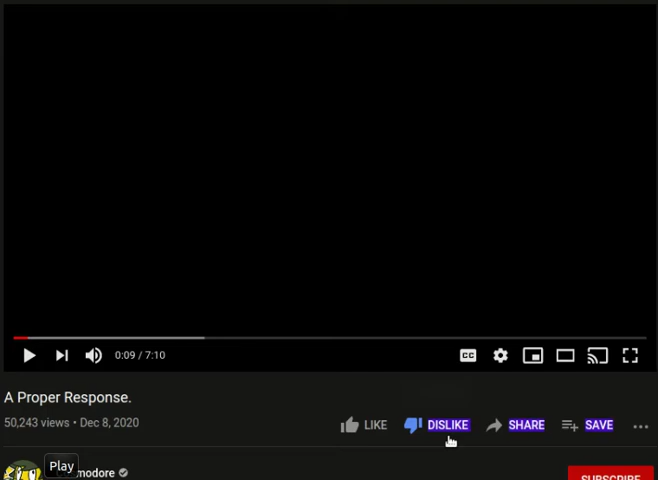 0:09 / 7:10
CC
A Proper Response.
50,243 views • Dec 8, 2020
LIKE DISLIKE SHARE SAVE
Play
modore
SUBSCRIBE